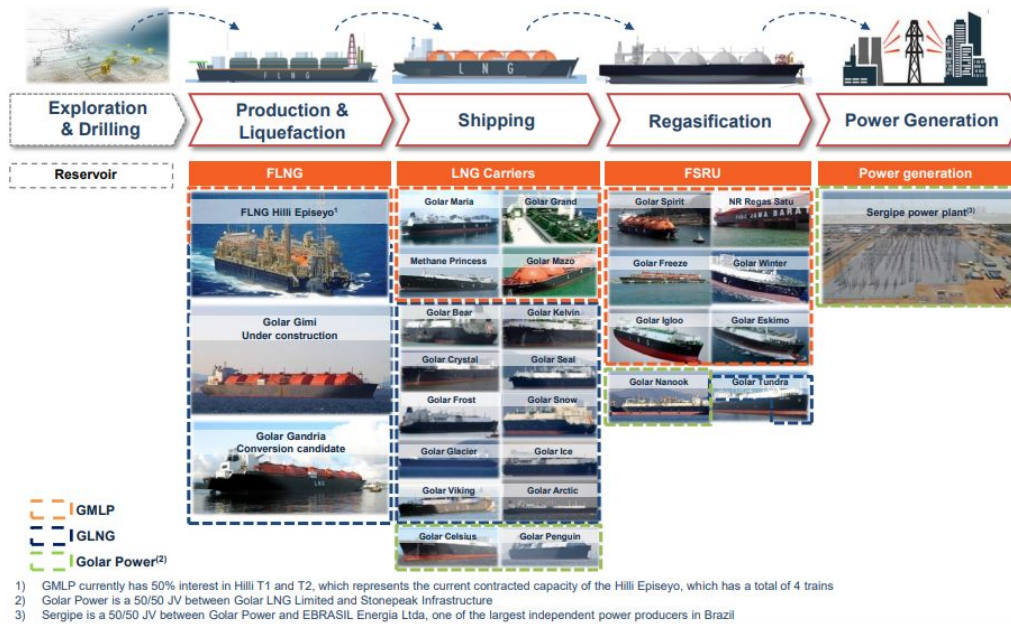 FLNG
LNG
Exploration
& Drilling
Production &
Liquefaction
Shipping
Regasification
Power Generation
Reservoir
FLNG
LNG Carriers
FSRU
Power generation
FLNG Hilli Episeyo1
Golar Gimi
Under construction
Golar Gandria
Conversion candidate
LNG
Golar Maria
Golar Grand
Methane Princess
Golar Mazo
Golar Bear
Golar Kelvin
Golar Crystal
Golar Seal
Golar Frost
Golar Snow
Golar Glacier
Golar Ice
Golar Viking
Golar Arctic
Golar Celsius
Golar Penguin
Golar Spirit
NR Regas Satu
JAWA BARA
Golar Freeze
Golar Winter
Golar Igloo
Golar Eskimo
Golar Nanook
Golar Tundra
Sergipe power plant(3)
GMLP
GLNG
Golar Power(2)
1) GMLP currently has 50% interest in Hilli T1 and T2, which represents the current contracted capacity of the Hilli Episeyo, which has a total of 4 trains
2) Golar Power is a 50/50 JV between Golar LNG Limited and Stonepeak Infrastructure
3) Sergipe is a 50/50 JV between Golar Power and EBRASIL Energia Ltda, one of the largest independent power producers in Brazil